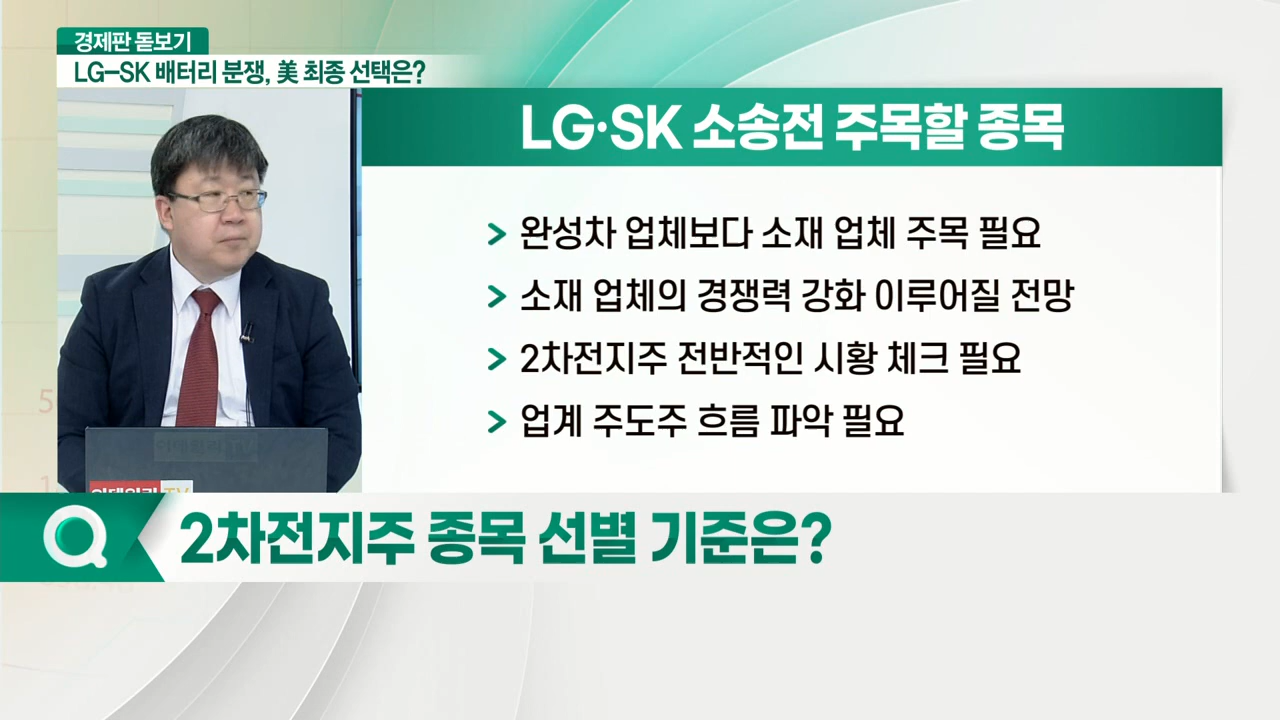 경제판 돋보기
LG-SK 배터리 분쟁, 美 최종 선택은?
LG·SK 소송전 주목할 종목
> 완성차 업체보다 소재 업체 주목 필요
> 소재 업체의 경쟁력 강화 이루어질 전망
> 2차전지주 전반적인 시황 체크 필요
> 업계 주도주 흐름 파악 필요
이데일리 TV
Q 2차전지주 종목 선별 기준은?